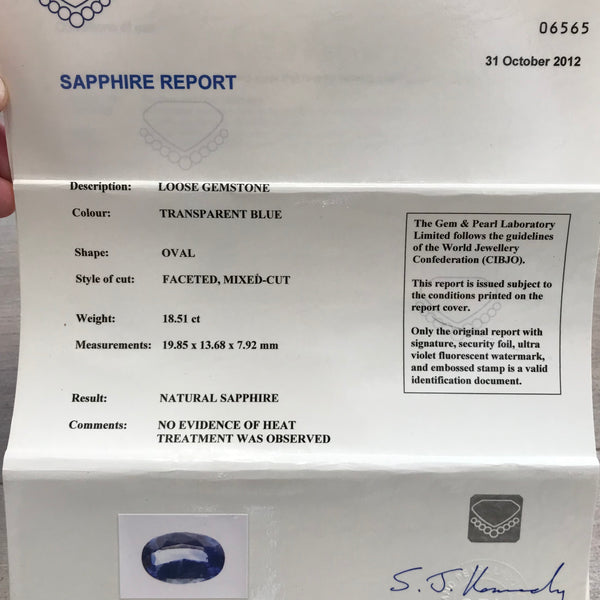 06565
31 October 2012
SAPPHIRE REPORT
Description: LOOSE GEMSTONE
Colour: TRANSPARENT BLUE
Shape: OVAL
Style of cut: FACETED, MIXED-CUT
Weight: 18.51 ct
Measurements: 19.85 x 13.68 x 7.92 mm
Result: NATURAL SAPPHIRE
Comments: NO EVIDENCE OF HEAT
TREATMENT WAS OBSERVED
The Gem & Pearl Laboratory
Limited follows the guidelines
of the World Jewellery
Confederation (CIBJO).
This report is issued subject to
the conditions printed on the
report cover.
Only the original report with
signature, security foil, ultra
violet fluorescent watermark,
and embossed stamp is a valid
identification document.
S. J. Kennedy